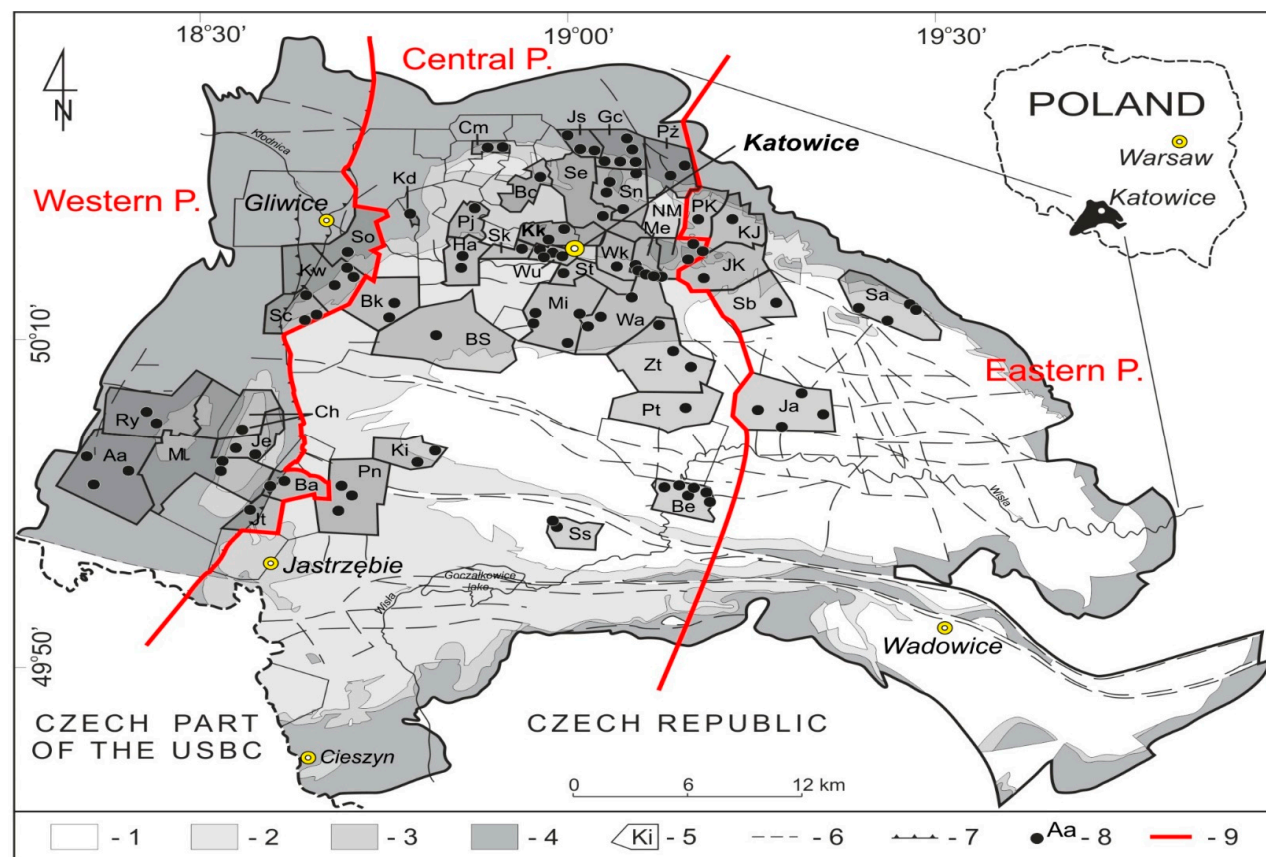 18°30'
19°00'
19°30'
Central P.
N
POLAND
Warsaw
Katowice
Cm
Js
Gc
Pż
Katowice
Kłodnica
Western P.
Gliwice
Kd
Bc
Se
Sn
So
Pj
Ha
Sk
Kk
NM
Me
PK
KJ
Wu
St
Wk
JK
Kw
Sc
Bk
BS
Mi
Wa
Sb
Sa
50°10'
Zt
Eastern P.
Pt
Ja
Ry
Ch
Je
Aa
Ki
Ba
Pn
Jt
Be
Ss
Wisła
Jastrzębie
Goczałkowice
lake
Wisła
Wadowice
49°50'
CZECH PART
OF THE USBC
CZECH REPUBLIC
Cieszyn
0 6 12 km
- 1 - 2 - 3 - 4 Ki - 5 - 6 - 7 Aa - 8 - 9